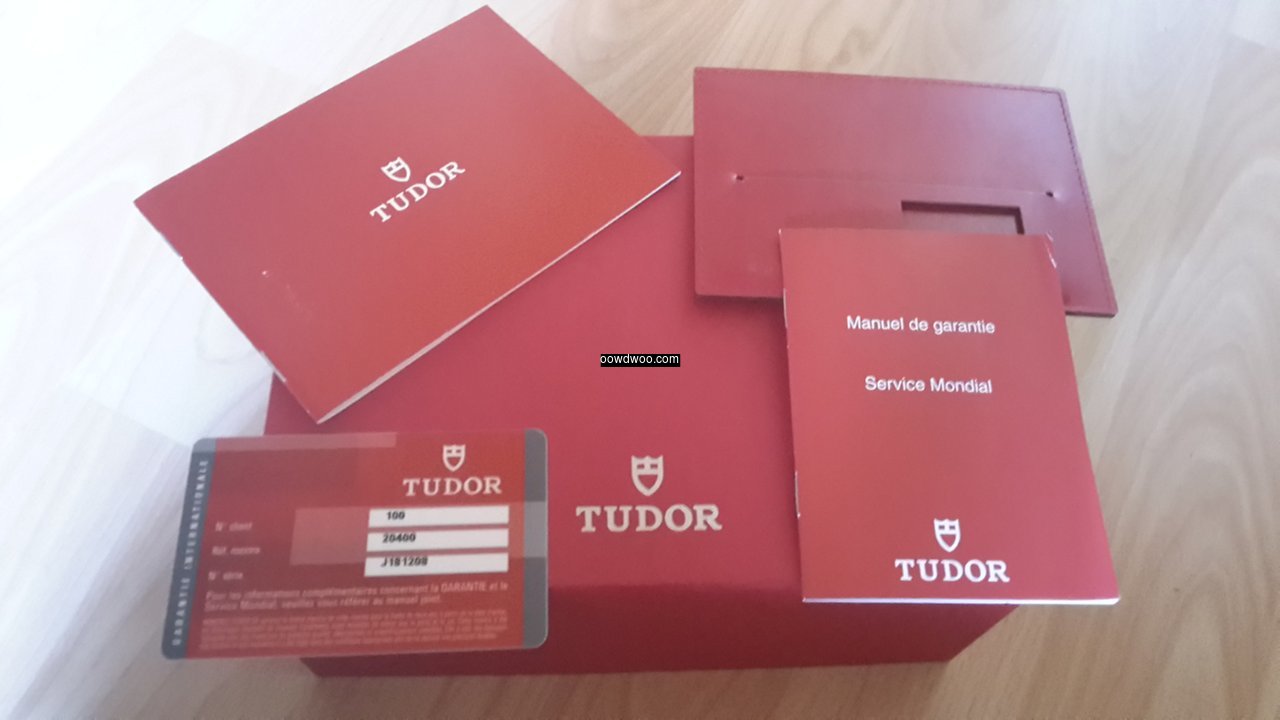 TUDOR
Manuel de garantie
Service Mondial
TUDOR
oowdwoo.com
TUDOR
GARANTIE INTERNATIONALE
TUDOR
N° client
100
Réf. montre
20400
N° série
J181208
Pour les informations complémentaires concernant la GARANTIE et le
Service Mondial, veuillez vous référer au manuel joint.